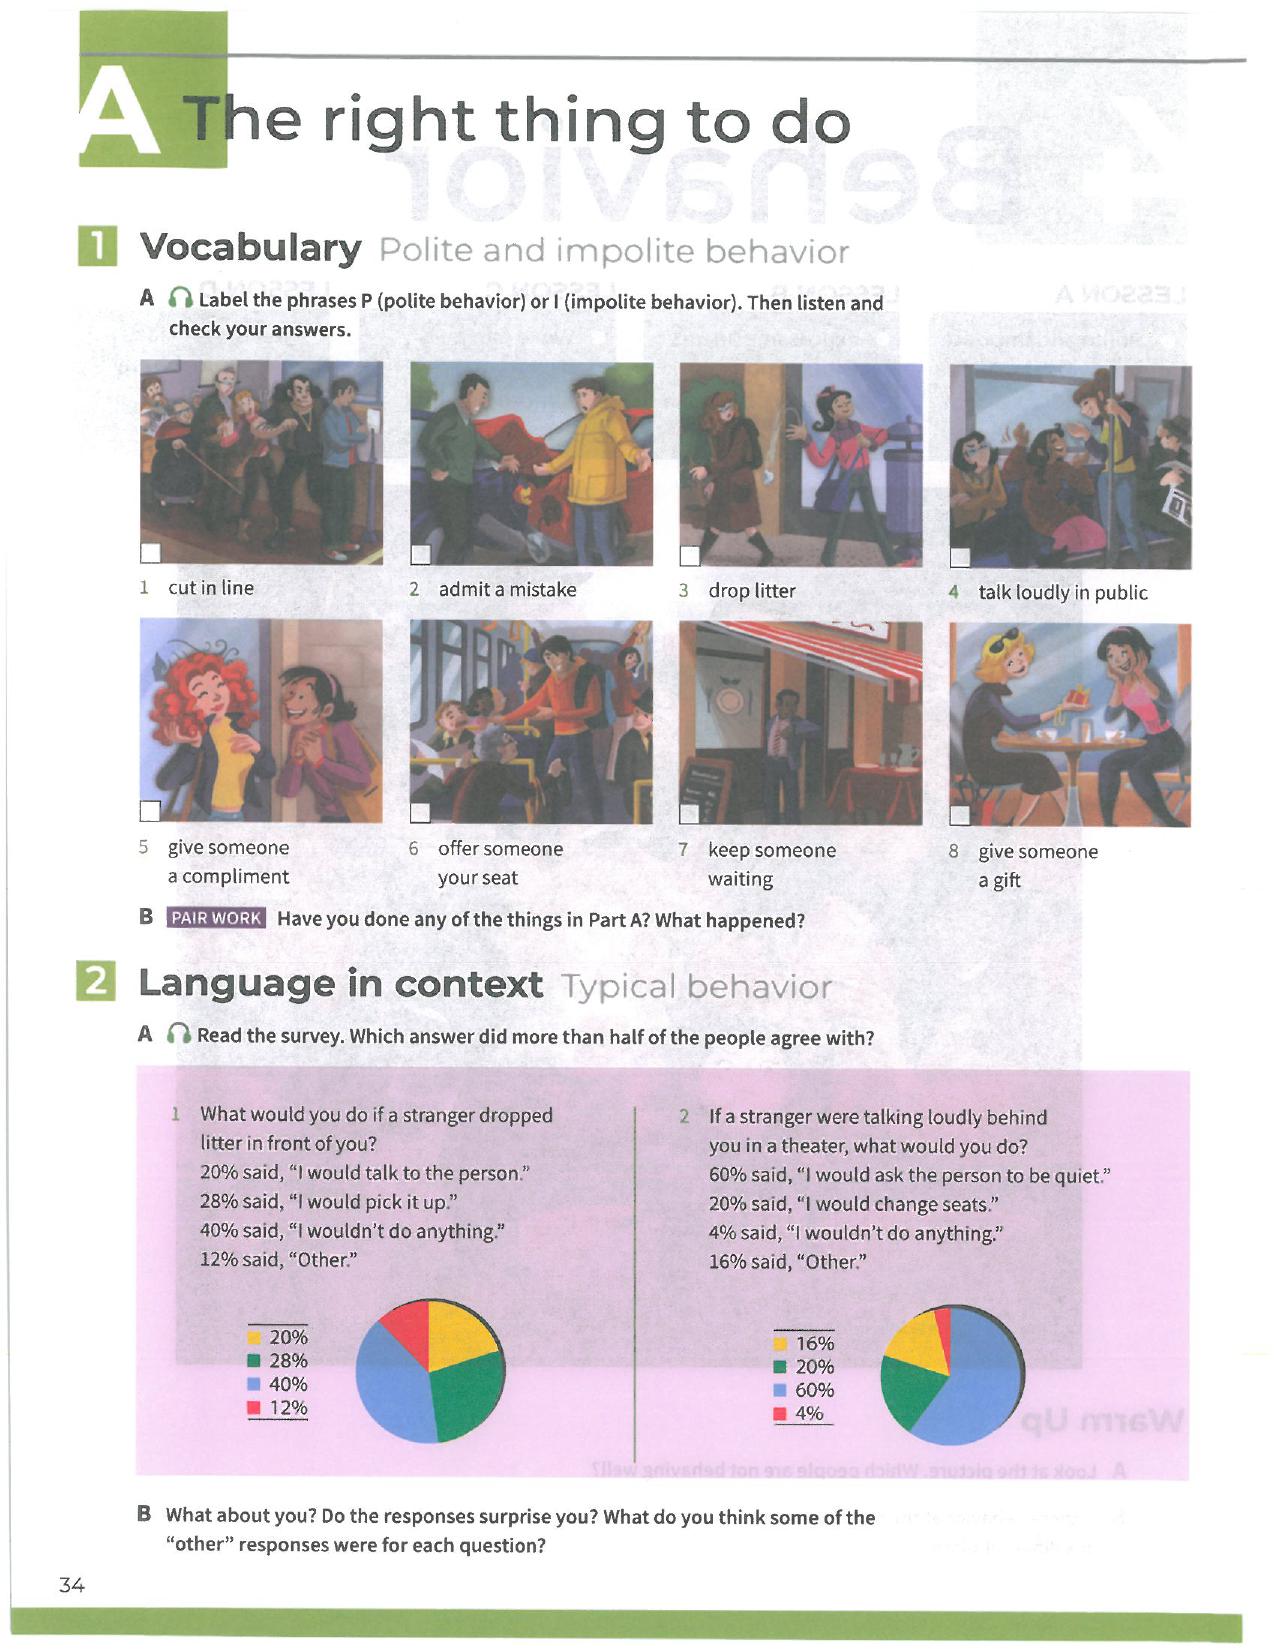 A The right thing to do
1 Vocabulary Polite and impolite behavior
A Label the phrases P (polite behavior) or I (impolite behavior). Then listen and
check your answers.
1 cut in line
2 admit a mistake
3 drop litter
4 talk loudly in public
5 give someone
a compliment
6 offer someone
your seat
7 keep someone
waiting
8 give someone
a gift
B PAIR WORK Have you done any of the things in Part A? What happened?
2 Language in context Typical behavior
A Read the survey. Which answer did more than half of the people agree with?
1 What would you do if a stranger dropped
litter in front of you?
20% said, “I would talk to the person.”
28% said, “I would pick it up.”
40% said, “I wouldn’t do anything.”
12% said, “Other.”
20%
28%
40%
12%
2 If a stranger were talking loudly behind
you in a theater, what would you do?
60% said, “I would ask the person to be quiet.”
20% said, “I would change seats.”
4% said, “I wouldn’t do anything.”
16% said, “Other.”
16%
20%
60%
4%
B What about you? Do the responses surprise you? What do you think some of the
“other” responses were for each question?
34